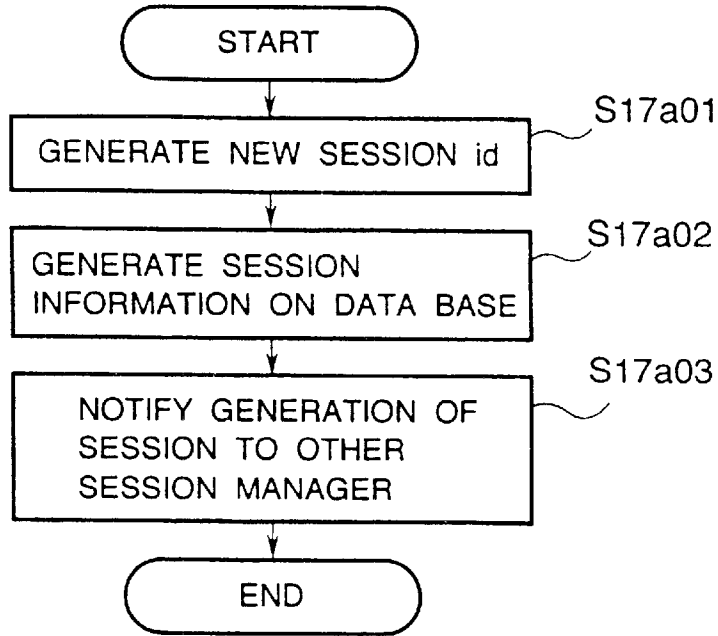 START
S17a01
GENERATE NEW SESSION id
S17a02
GENERATE SESSION
INFORMATION ON DATA BASE
S17a03
NOTIFY GENERATION OF
SESSION TO OTHER
SESSION MANAGER
END